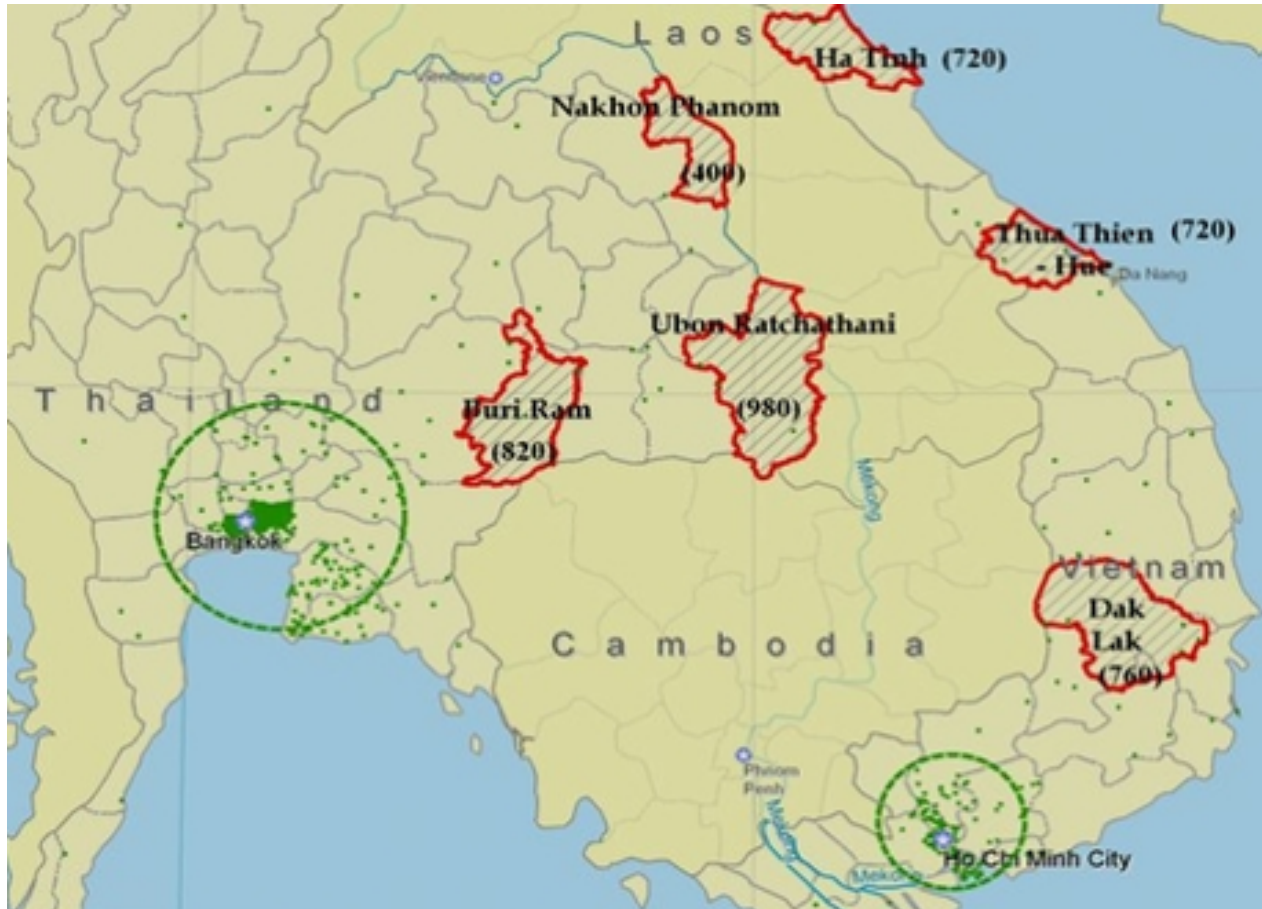 Laos
Ha Tinh (720)
Vientiane
Nakhon Phanom
(400)
Thua Thien (720)
- Hue
Da Nang
Ubon Ratchathani
Thailand
Buri Ram
(980)
(820)
Mekong
Bangkok
Vietnam
Dak
Lak
(760)
Cambodia
Phnom
Penh
Mekong
Ho Chi Minh City
Mekong